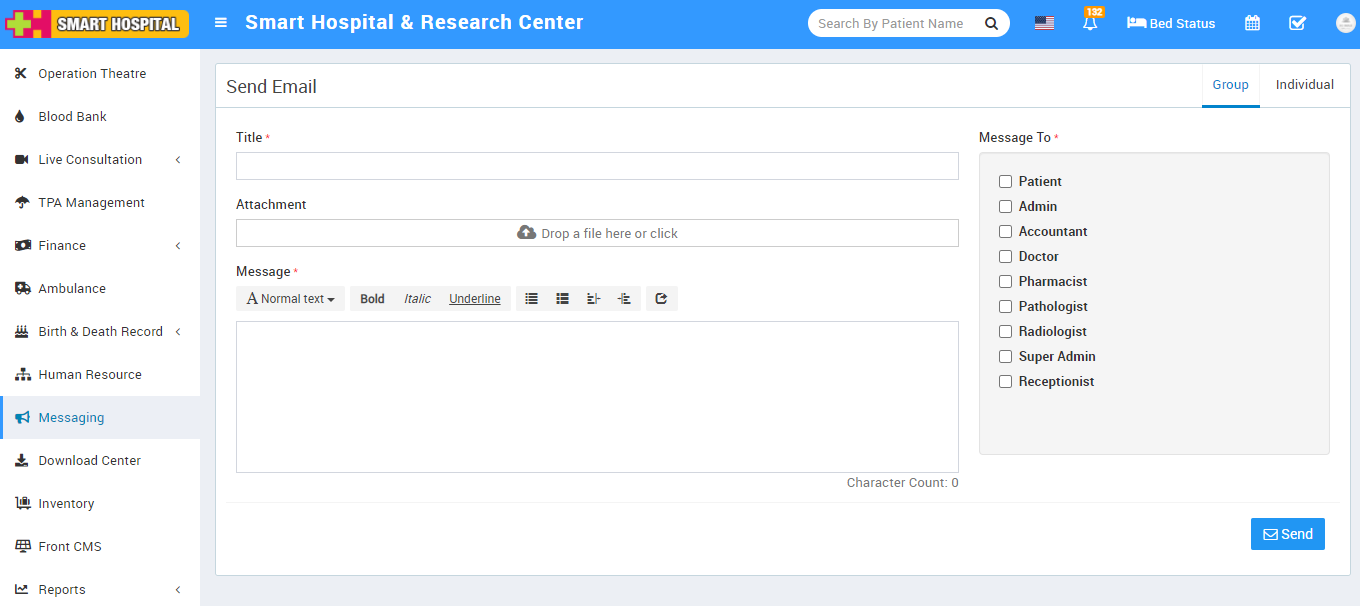 SMART HOSPITAL
Smart Hospital & Research Center
Search By Patient Name
132
Bed Status
Operation Theatre
Blood Bank
Live Consultation
TPA Management
Finance
Ambulance
Birth & Death Record
Human Resource
Messaging
Download Center
Inventory
Front CMS
Reports
Send Email
Group
Individual
Title *
Attachment
Drop a file here or click
Message *
A Normal text
Bold
Italic
Underline
Character Count: 0
Message To *
Patient
Admin
Accountant
Doctor
Pharmacist
Pathologist
Radiologist
Super Admin
Receptionist
Send